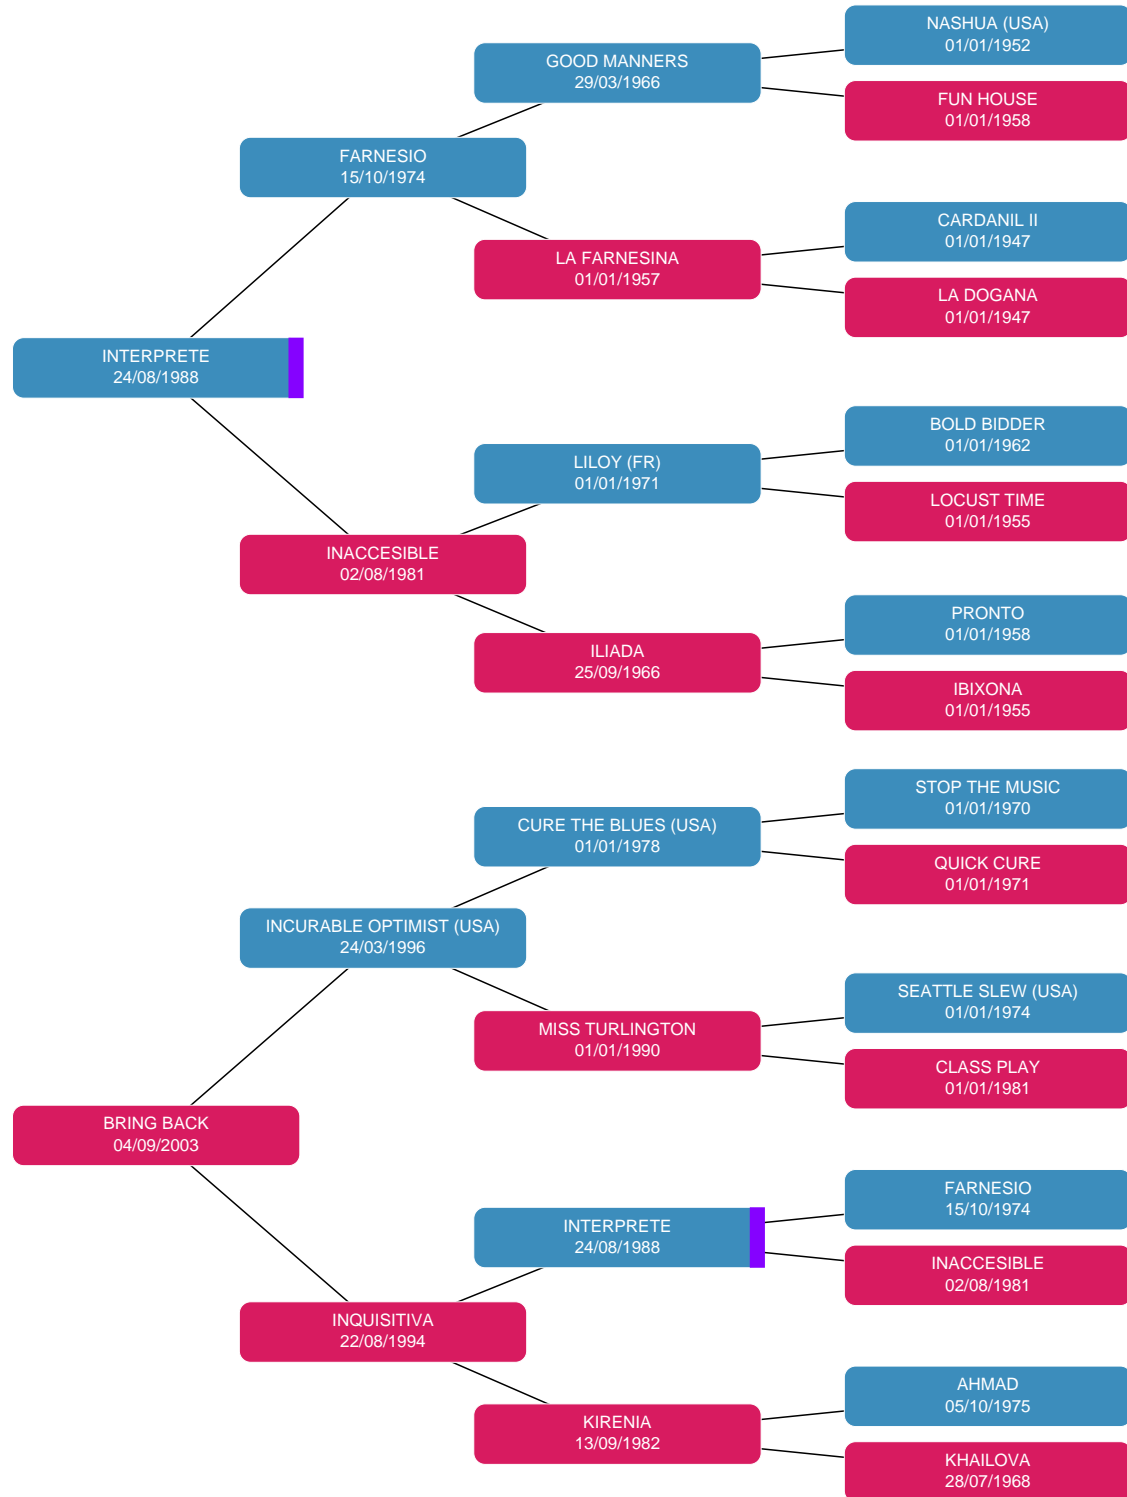 NASHUA (USA)
01/01/1952
GOOD MANNERS
29/03/1966
FUN HOUSE
01/01/1958
FARNESIO
15/10/1974
CARDANIL II
01/01/1947
LA FARNESINA
01/01/1957
LA DOGANA
01/01/1947
INTERPRETE
24/08/1988
BOLD BIDDER
01/01/1962
LILOY (FR)
01/01/1971
LOCUST TIME
01/01/1955
INACCESIBLE
02/08/1981
PRONTO
01/01/1958
ILIADA
25/09/1966
IBIXONA
01/01/1955
STOP THE MUSIC
01/01/1970
CURE THE BLUES (USA)
01/01/1978
QUICK CURE
01/01/1971
INCURABLE OPTIMIST (USA)
24/03/1996
SEATTLE SLEW (USA)
01/01/1974
MISS TURLINGTON
01/01/1990
CLASS PLAY
01/01/1981
BRING BACK
04/09/2003
FARNESIO
15/10/1974
INTERPRETE
24/08/1988
INACCESIBLE
02/08/1981
INQUISITIVA
22/08/1994
AHMAD
05/10/1975
KIRENIA
13/09/1982
KHAILOVA
28/07/1968